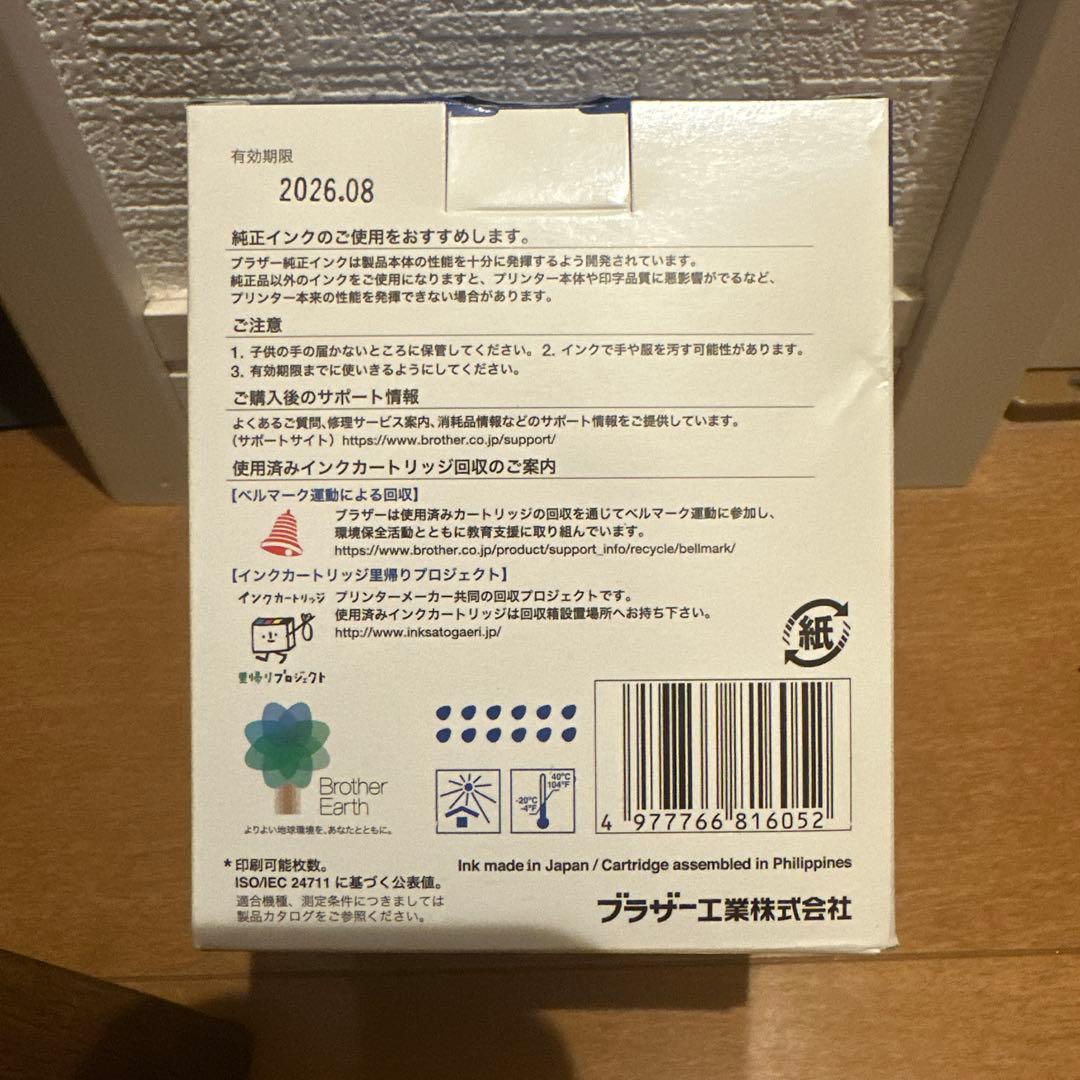 有効期限
2026.08
純正インクのご使用をおすすめします。
ブラザー純正インクは製品本体の性能を十分に発揮するよう開発されています。
純正品以外のインクをご使用になりますと、プリンター本体や印字品質に悪影響がでるなど、
プリンター本来の性能を発揮できない場合があります。
ご注意
1. 子供の手の届かないところに保管してください。2. インクで手や服を汚す可能性があります。
3. 有効期限までに使いきるようにしてください。
ご購入後のサポート情報
よくあるご質問、修理サービス案内、消耗品情報などのサポート情報をご提供しています。
（サポートサイト）https://www.brother.co.jp/support/
使用済みインクカートリッジ回収のご案内
【ベルマーク運動による回収】
ブラザーは使用済みカートリッジの回収を通じてベルマーク運動に参加し、
環境保全活動とともに教育支援に取り組んでいます。
https://www.brother.co.jp/product/support_info/recycle/bellmark/
【インクカートリッジ里帰りプロジェクト】
インクカートリッジ
里帰りプロジェクト
プリンターメーカー共同の回収プロジェクトです。
使用済みインクカートリッジは回収箱設置場所へお持ち下さい。
http://www.inksatogaeri.jp/
紙
Brother
Earth
よりよい地球環境を、あなたとともに。
40°C
104°F
-20°C
-4°F
4 977766 816052
*印刷可能枚数。
ISO/IEC 24711 に基づく公表値。
適合機種、測定条件につきましては
製品カタログをご参照ください。
Ink made in Japan / Cartridge assembled in Philippines
ブラザー工業株式会社